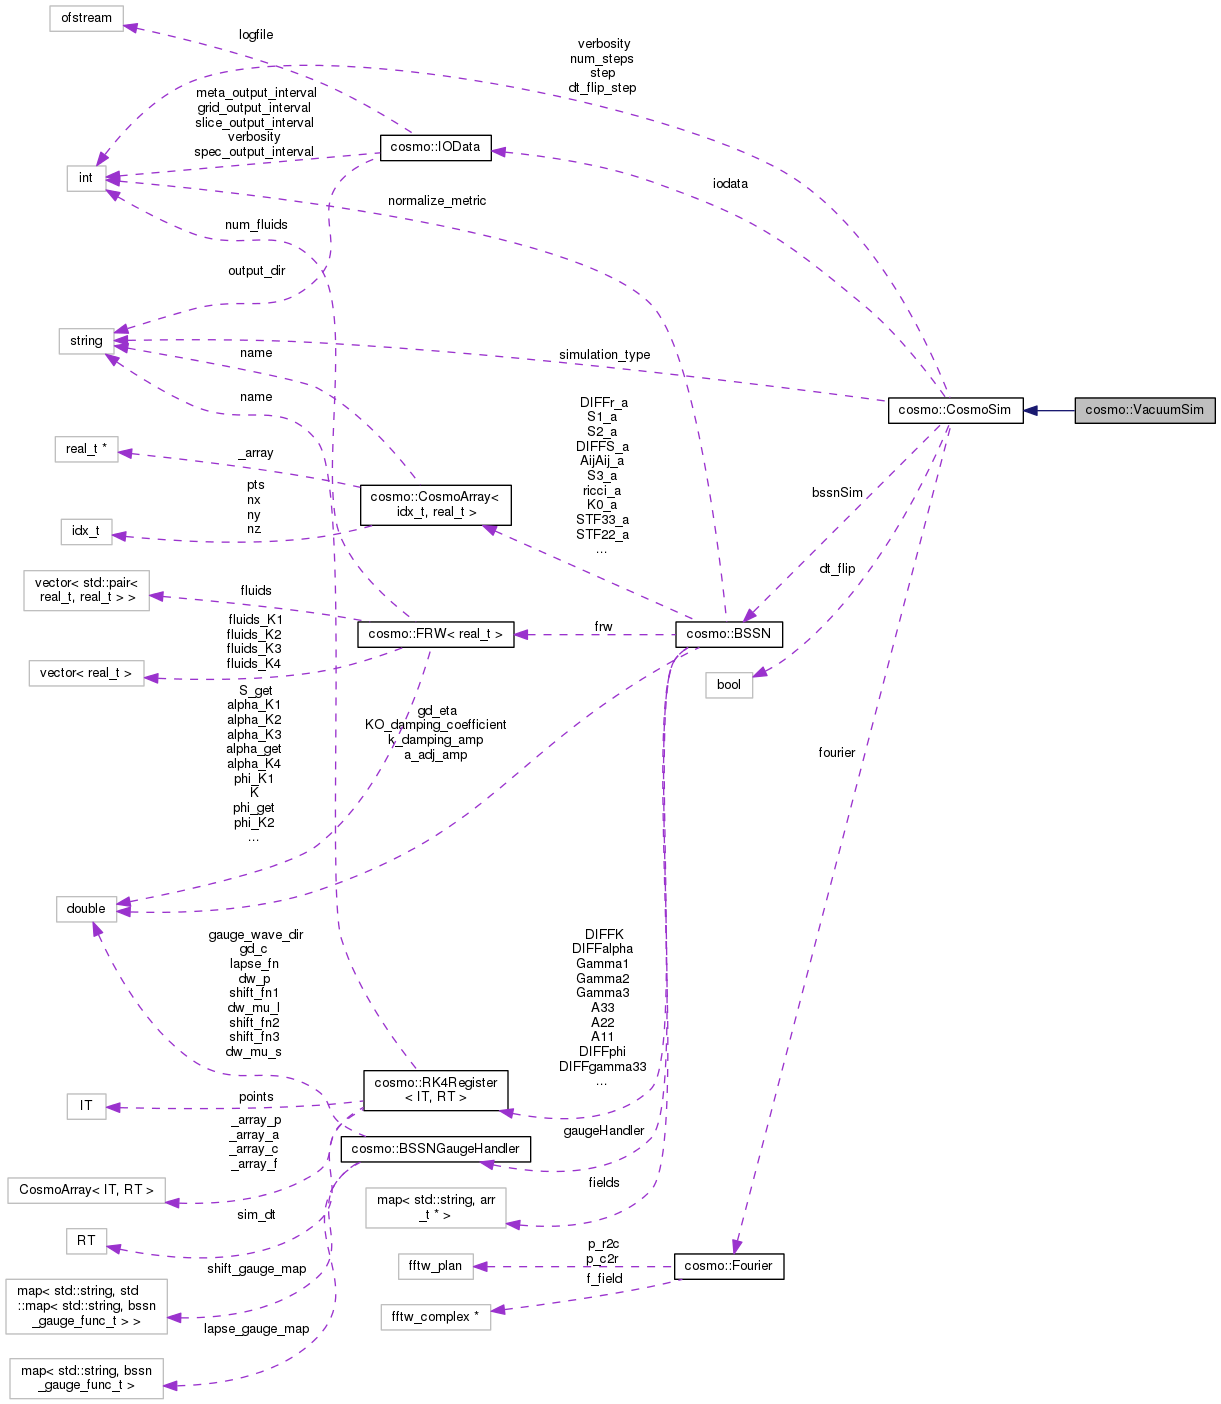 ofstream
logfile
verbosity
num_steps
step
dt_flip_step
meta_output_interval
grid_output_interval
slice_output_interval
verbosity
spec_output_interval
cosmo::IOData
int
iodata
normalize_metric
num_fluids
output_dir
string
name
simulation_type
name
DIFFr_a
S1_a
S2_a
DIFFS_a
AijAij_a
S3_a
ricci_a
K0_a
STF33_a
STF22_a
...
cosmo::CosmoSim
cosmo::VacuumSim
real_t *
_array
pts
nx
ny
nz
cosmo::CosmoArray<
idx_t, real_t >
idx_t
bssnSim
dt_flip
vector< std::pair<
real_t, real_t > >
fluids
fluids_K1
fluids_K2
fluids_K3
fluids_K4
cosmo::FRW< real_t >
frw
cosmo::BSSN
vector< real_t >
bool
S_get
alpha_K1
alpha_K2
alpha_K3
alpha_get
alpha_K4
phi_K1
K
phi_get
phi_K2
...
gd_eta
KO_damping_coefficient
k_damping_amp
a_adj_amp
fourier
double
gauge_wave_dir
gd_c
lapse_fn
dw_p
shift_fn1
dw_mu_l
shift_fn2
shift_fn3
dw_mu_s
DIFFK
DIFFalpha
Gamma1
Gamma2
Gamma3
A33
A22
A11
DIFFphi
DIFFgamma33
...
cosmo::RK4Register
< IT, RT >
IT
points
_array_p
_array_a
_array_c
_array_f
gaugeHandler
cosmo::BSSNGaugeHandler
CosmoArray< IT, RT >
fields
map< std::string, arr
_t * >
sim_dt
RT
shift_gauge_map
p_r2c
p_c2r
f_field
fftw_plan
cosmo::Fourier
map< std::string, std
::map< std::string, bssn
_gauge_func_t > >
fftw_complex *
lapse_gauge_map
map< std::string, bssn
_gauge_func_t >